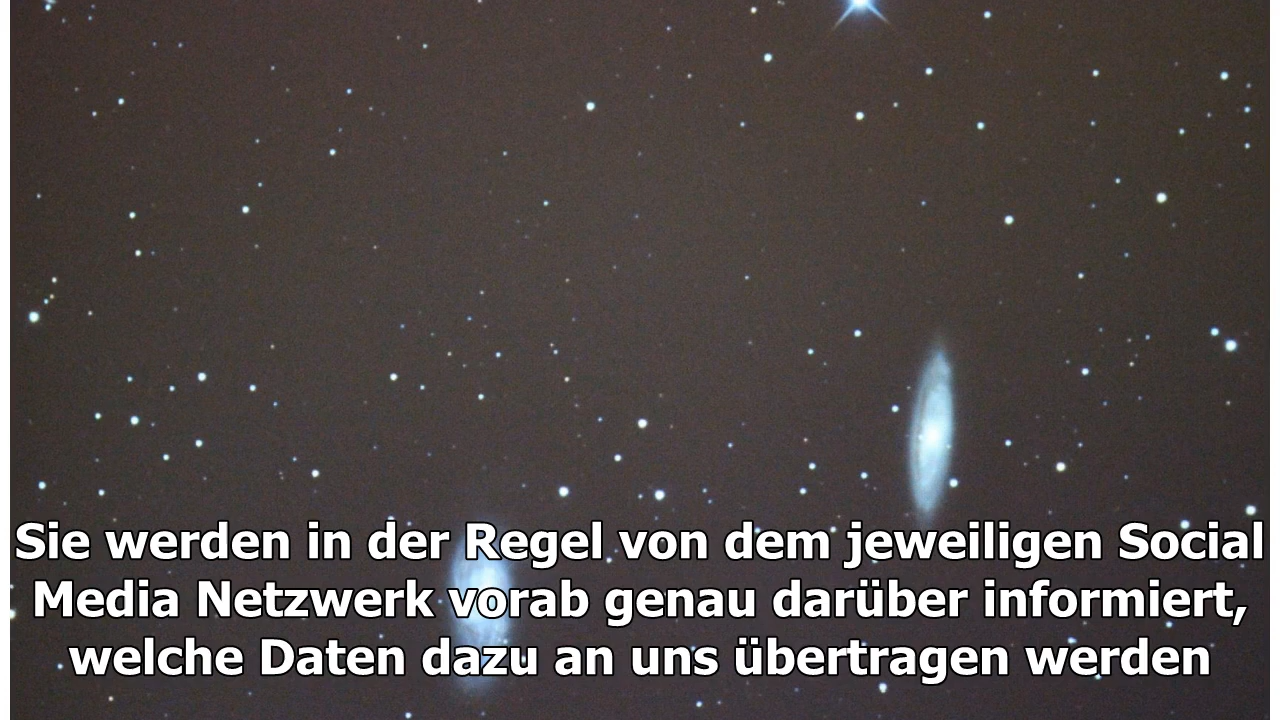 Sie werden in der Regel von dem jeweiligen Social
Media Netzwerk vorab genau darüber informiert,
welche Daten dazu an uns übertragen werden